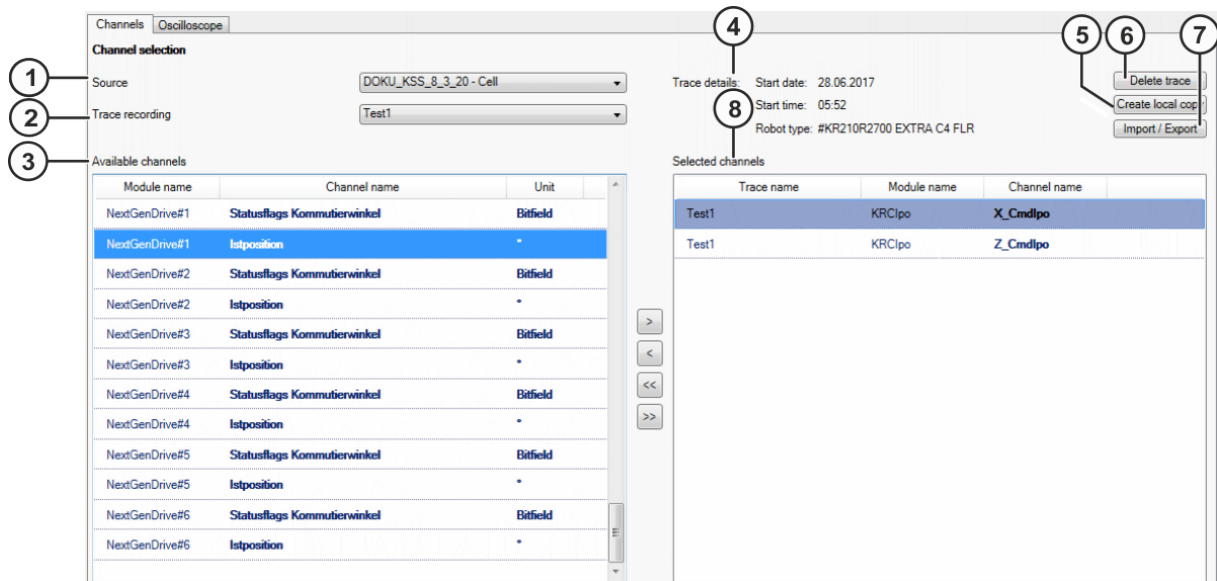 Channels Oscilloscope
4
5 6 7
Channel selection
1 Source DOKU_KSS_8_3_20 - Cell Trace details: Start date: 28.06.2017 Delete trace
8 Start time: 05:52 Create local copy
2 Trace recording Test1 Robot type: #KR210R2700 EXTRA C4 FLR Import / Export
3 Available channels Selected channels
Module name Channel name Unit Trace name Module name Channel name
NextGenDrive#1 Statusflags Kommutierwinkel Bitfield Test1 KRCIpo X_CmdIpo
NextGenDrive#1 Istposition ° Test1 KRCIpo Z_CmdIpo
NextGenDrive#2 Statusflags Kommutierwinkel Bitfield
NextGenDrive#2 Istposition °
NextGenDrive#3 Statusflags Kommutierwinkel Bitfield
>
NextGenDrive#3 Istposition °
<
NextGenDrive#4 Statusflags Kommutierwinkel Bitfield
<<
NextGenDrive#4 Istposition °
>>
NextGenDrive#5 Statusflags Kommutierwinkel Bitfield
NextGenDrive#5 Istposition °
NextGenDrive#6 Statusflags Kommutierwinkel Bitfield
NextGenDrive#6 Istposition °